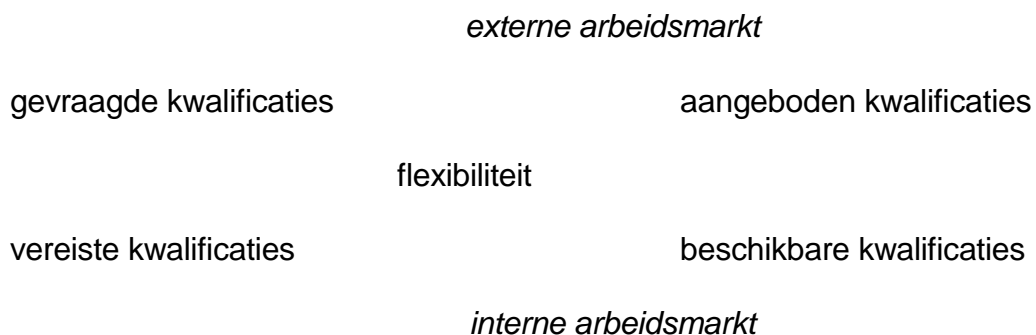 externe arbeidsmarkt
gevraagde kwalificaties aangeboden kwalificaties
flexibiliteit
vereiste kwalificaties beschikbare kwalificaties
interne arbeidsmarkt